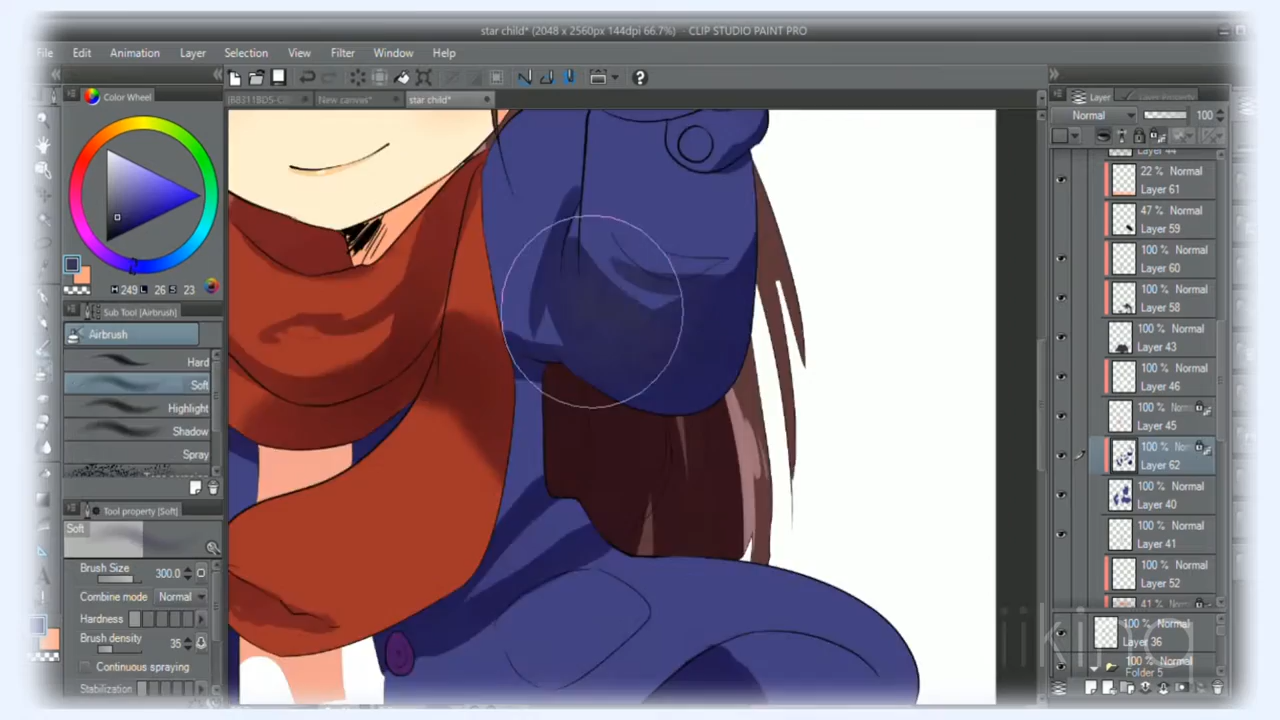 star child* (2048 x 2560px 144dpi 66.7%) - CLIP STUDIO PAINT PRO
File Edit Animation Layer Selection View Filter Window Help
New canvas* star child*
Color Wheel
H 249 L 26 S 23
Sub Tool [Airbrush]
Airbrush
Hard
Soft
Highlight
Shadow
Spray
Tool property [Soft]
Soft
Brush Size 300.0
Combine mode Normal
Hardness
Brush density 35
Continuous spraying
Stabilization
Layer Layer Property
Normal 100
Layer 44
22 % Normal
Layer 61
47 % Normal
Layer 59
100 % Normal
Layer 60
100 % Normal
Layer 58
100 % Normal
Layer 43
100 % Normal
Layer 46
100 %
Layer 45
100 %
Layer 62
100 % Normal
Layer 40
100 % Normal
Layer 41
100 % Normal
Layer 52
41 %
100 % Normal
Layer 36
100 % Normal
Folder 5